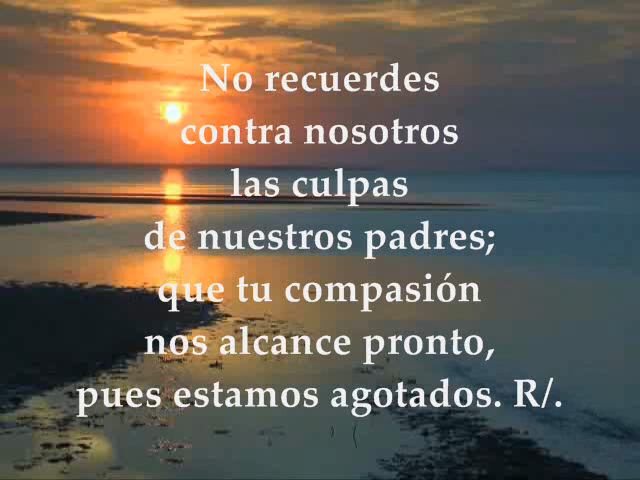 No recuerdes
contra nosotros
las culpas
de nuestros padres;
que tu compasión
nos alcance pronto,
pues estamos agotados. R/.